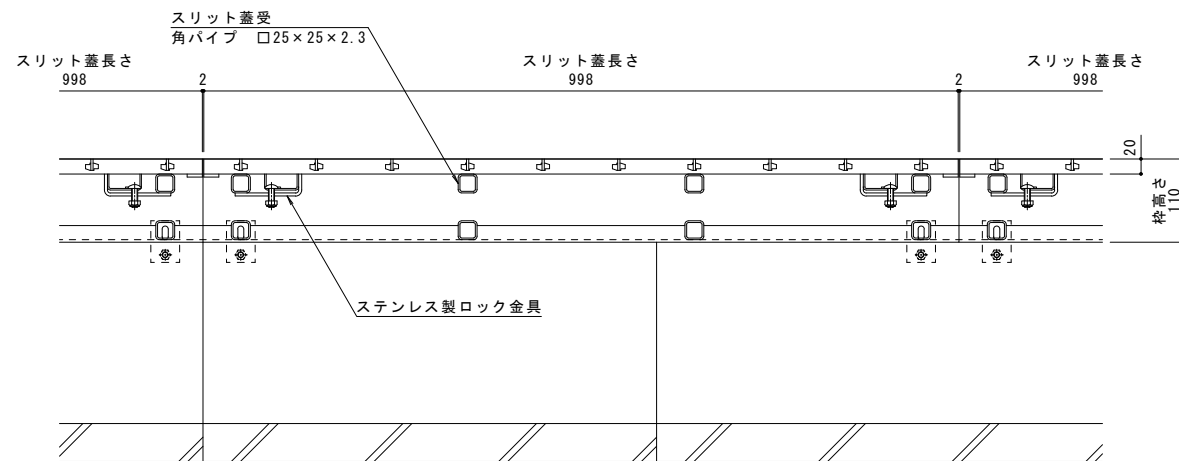 スリット蓋受
角パイプ □25×25×2.3
スリット蓋長さ
998
2
スリット蓋長さ
998
2
スリット蓋長さ
998
20
枠高さ
110
ステンレス製ロック金具